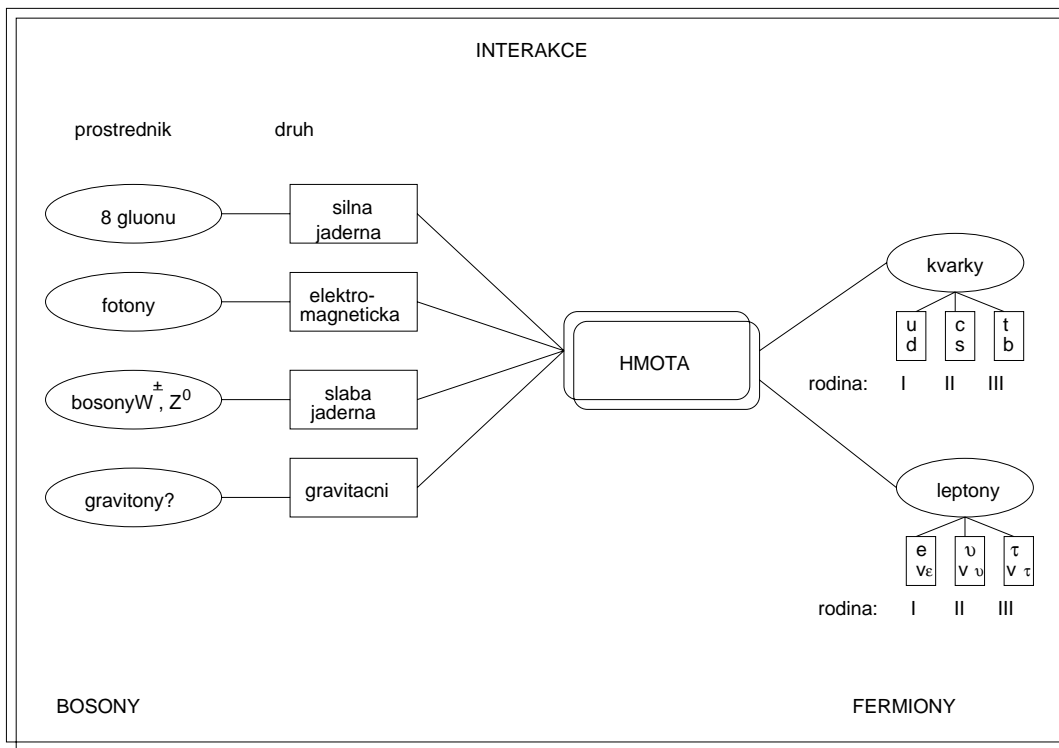 INTERAKCE
prostrednik druh
8 gluonu
silna
jaderna
fotony
elektro-
magneticka
bosonyW±, Z0
slaba
jaderna
gravitony?
gravitacni
HMOTA
kvarky
u c t
d s b
rodina: I II III
leptony
e υ τ
νε ν υ ν τ
rodina: I II III
BOSONY FERMIONY